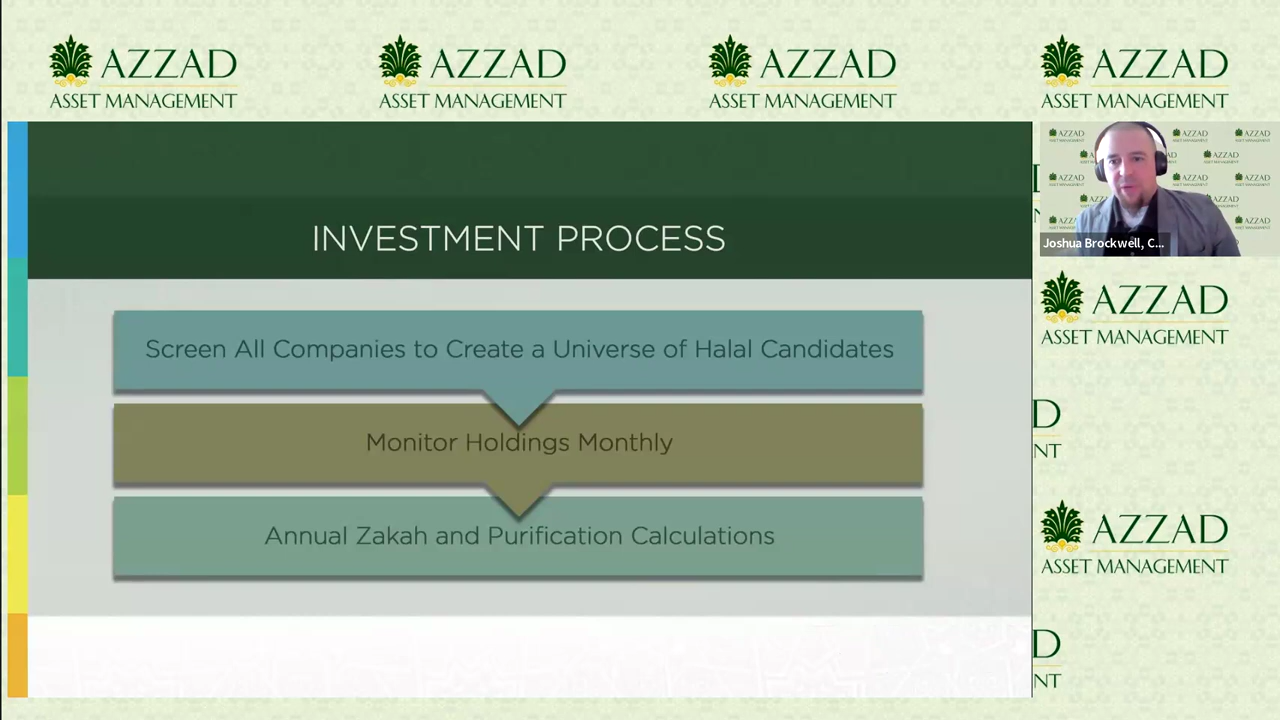 AZZAD
ASSET MANAGEMENT
AZZAD
ASSET MANAGEMENT
AZZAD
ASSET MANAGEMENT
AZZAD
ASSET MANAGEMENT
INVESTMENT PROCESS
Screen All Companies to Create a Universe of Halal Candidates
Monitor Holdings Monthly
Annual Zakah and Purification Calculations
Joshua Brockwell, C...
AZZAD
ASSET MANAGEMENT
D
NT
AZZAD
ASSET MANAGEMENT
D
NT